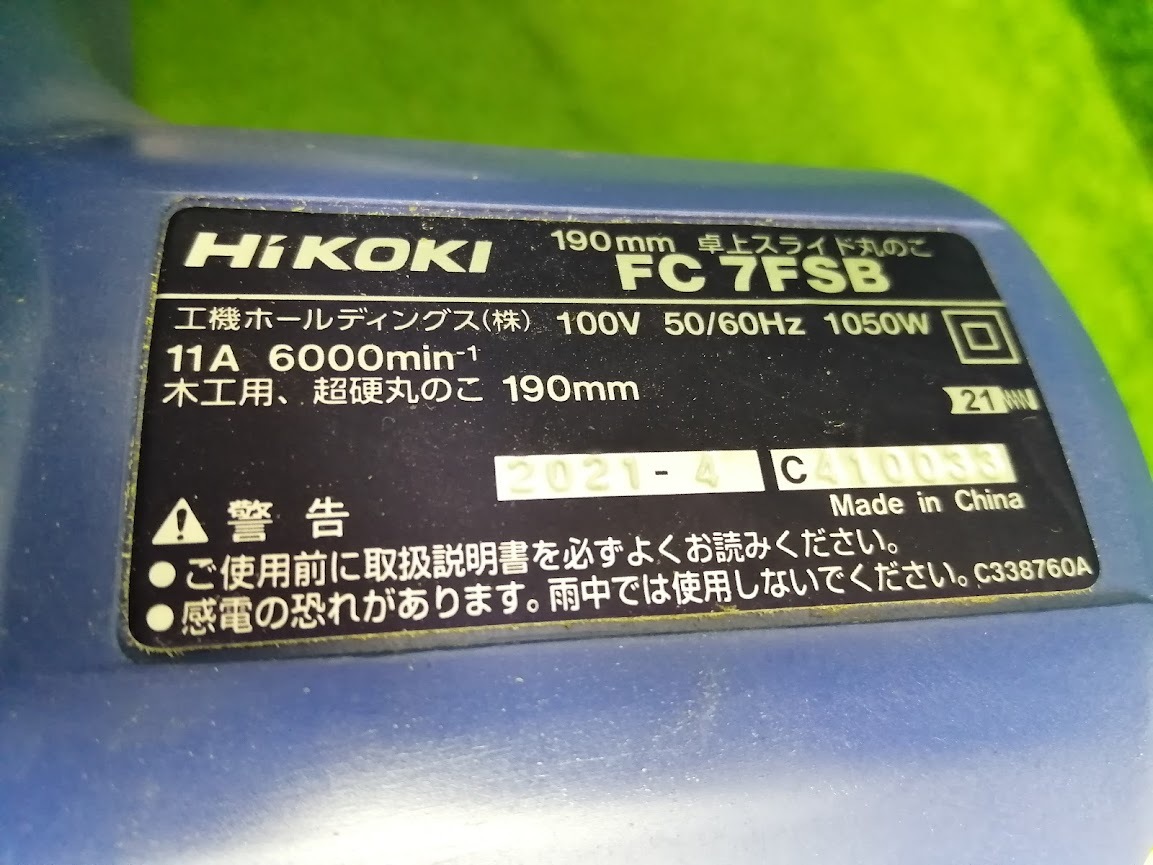 HiKOKI
190mm 卓上スライド丸のこ
FC 7FSB
工機ホールディングス(株) 100V 50/60Hz 1050W
11A 6000min⁻¹
木工用、超硬丸のこ 190mm
21
2021-4 C410033
Made in China
警告
●ご使用前に取扱説明書を必ずよくお読みください。
●感電の恐れがあります。雨中では使用しないでください。C338760A